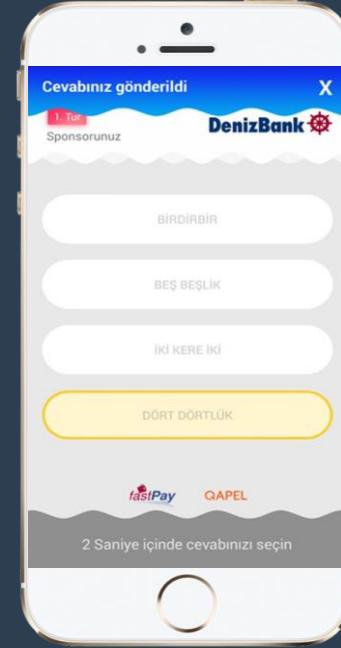 Cevabınız gönderildi X
1. Tur
Sponsorunuz
DenizBank
BİRDİRBİR
BEŞ BEŞLİK
İKİ KERE İKİ
DÖRT DÖRTLÜK
fastPay QAPEL
2 Saniye içinde cevabınızı seçin